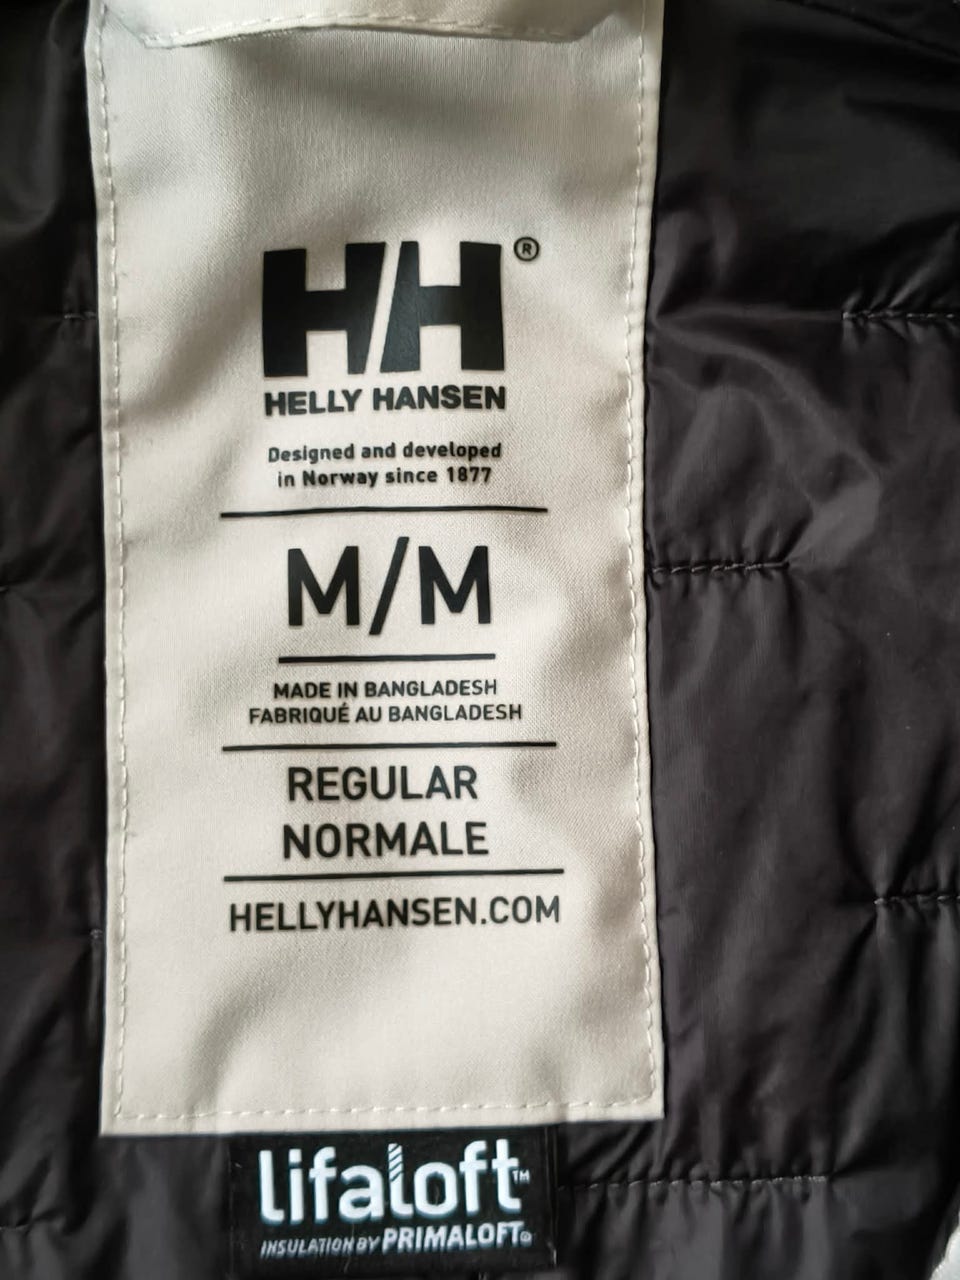 HH®
HELLY HANSEN
Designed and developed
in Norway since 1877
M/M
MADE IN BANGLADESH
FABRIQUÉ AU BANGLADESH
REGULAR
NORMALE
HELLYHANSEN.COM
lifaloft™
INSULATION BY PRIMALOFT®